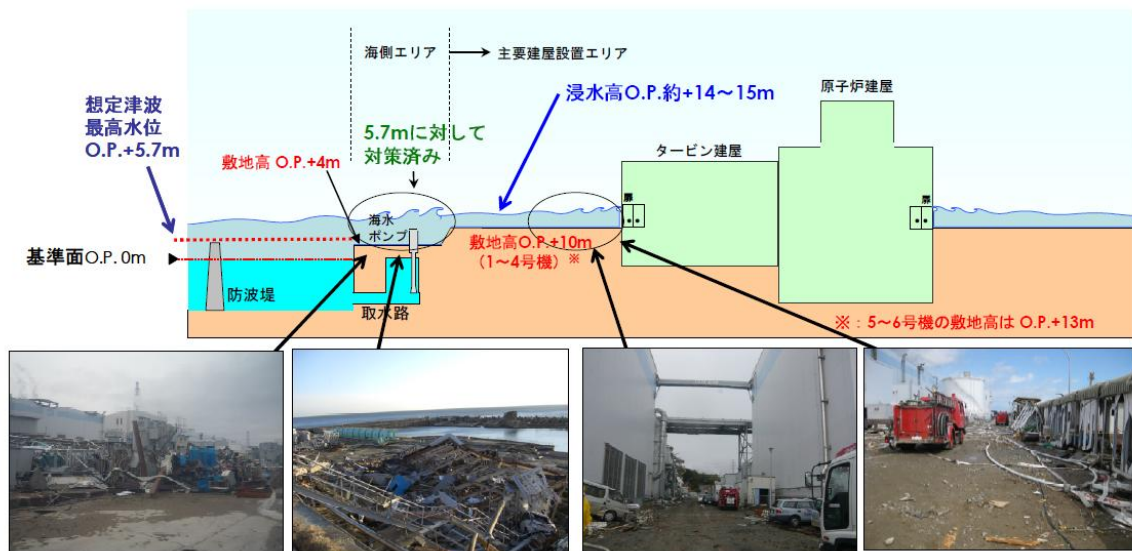 海側エリア
主要建屋設置エリア
想定津波
最高水位
O.P.+5.7m
5.7mに対して
対策済み
浸水高O.P.約+14～15m
原子炉建屋
タービン建屋
敷地高 O.P.+4m
扉
扉
海水
ポンプ
敷地高O.P.+10m
（1～4号機）※
基準面O.P. 0m
防波堤
取水路
※：5～6号機の敷地高は O.P.+13m